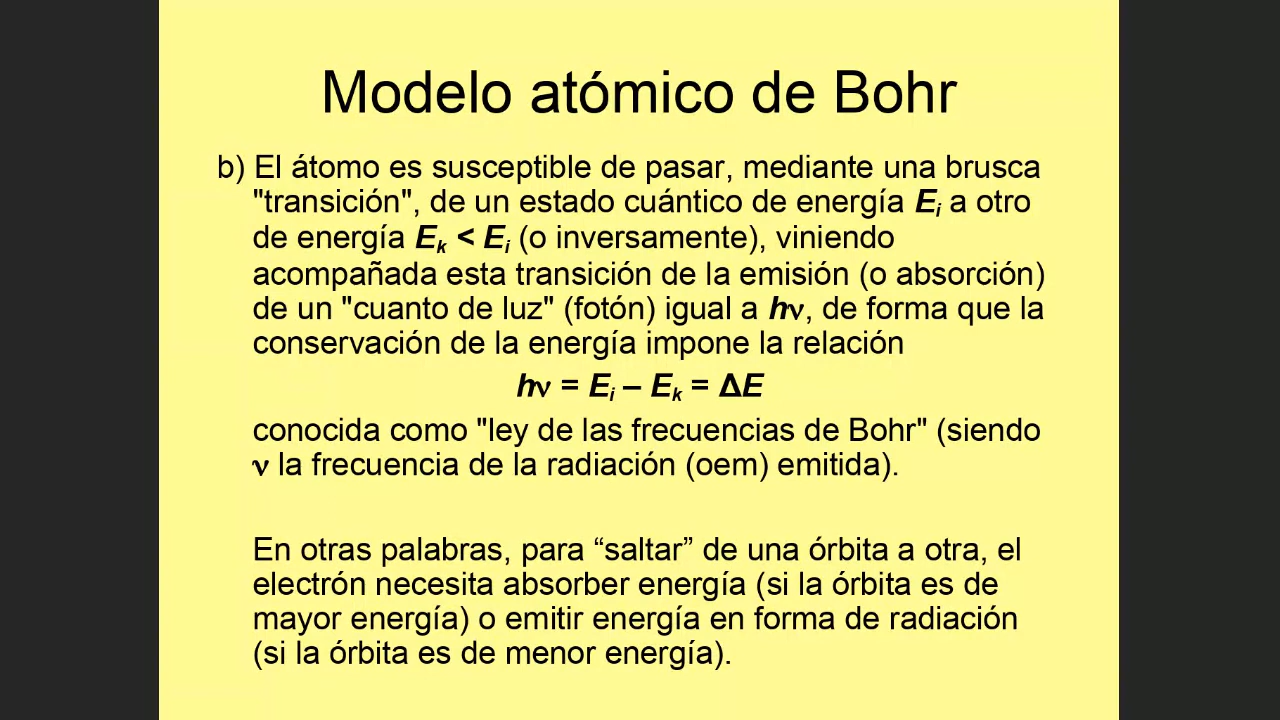 Modelo atómico de Bohr
b) El átomo es susceptible de pasar, mediante una brusca
"transición", de un estado cuántico de energía Ei a otro
de energía Ek < Ei (o inversamente), viniendo
acompañada esta transición de la emisión (o absorción)
de un "cuanto de luz" (fotón) igual a hν, de forma que la
conservación de la energía impone la relación
hν = Ei – Ek = ΔE
conocida como "ley de las frecuencias de Bohr" (siendo
ν la frecuencia de la radiación (oem) emitida).
En otras palabras, para “saltar” de una órbita a otra, el
electrón necesita absorber energía (si la órbita es de
mayor energía) o emitir energía en forma de radiación
(si la órbita es de menor energía).